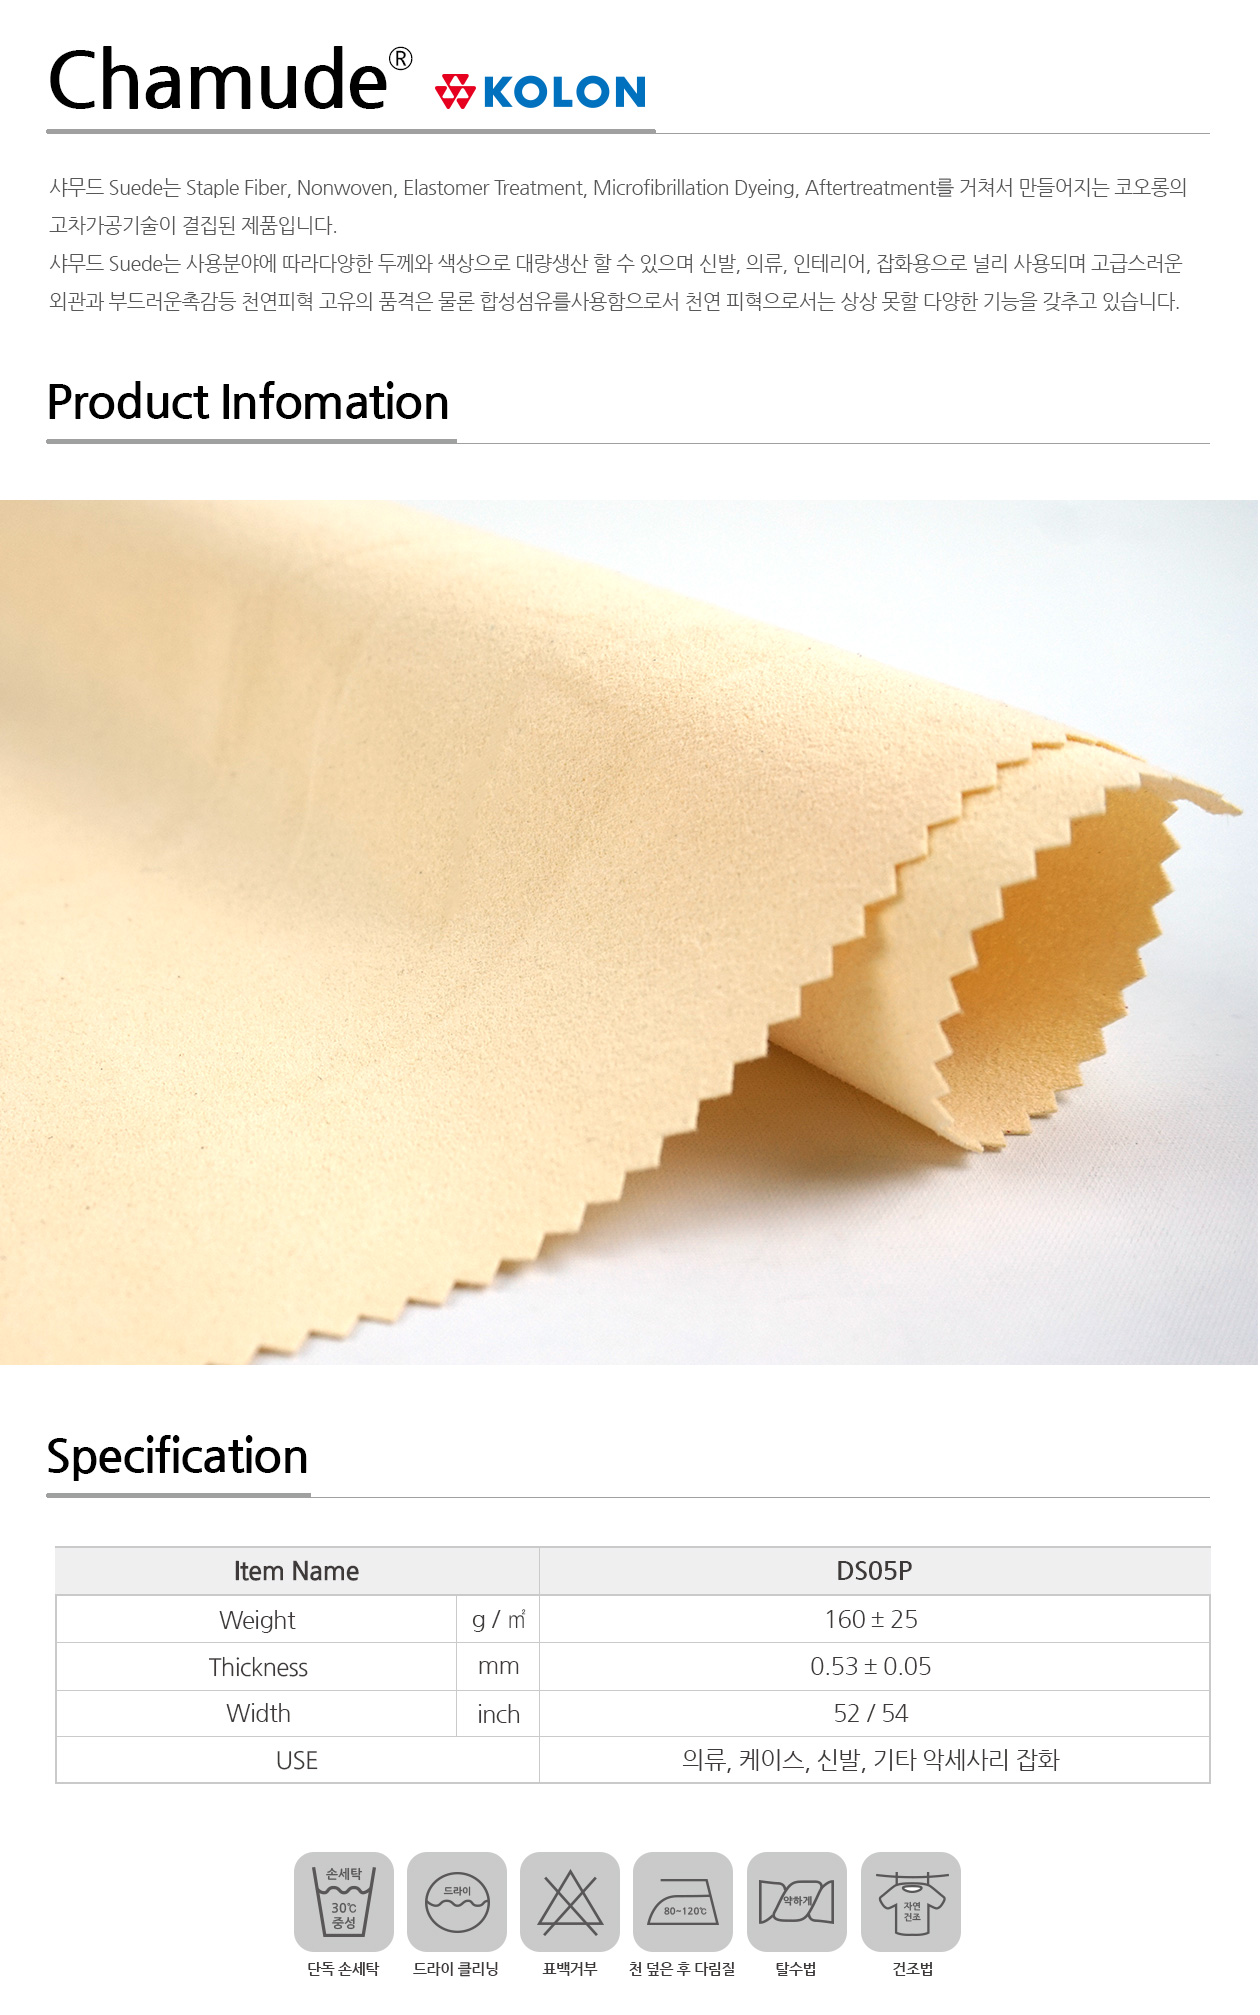 Chamude® KOLON
샤무드 Suede는 Staple Fiber, Nonwoven, Elastomer Treatment, Microfibrillation Dyeing, Aftertreatment를 거쳐서 만들어지는 코오롱의
고차가공기술이 결집된 제품입니다.
샤무드 Suede는 사용분야에 따라다양한 두께와 색상으로 대량생산 할 수 있으며 신발, 의류, 인테리어, 잡화용으로 널리 사용되며 고급스러운
외관과 부드러운촉감등 천연피혁 고유의 품격은 물론 합성섬유를사용함으로서 천연 피혁으로서는 상상 못할 다양한 기능을 갖추고 있습니다.
Product Infomation
Specification
Item Name DS05P
Weight g / ㎡ 160 ± 25
Thickness mm 0.53 ± 0.05
Width inch 52 / 54
USE 의류, 케이스, 신발, 기타 악세사리 잡화
손세탁
30℃
중성
드라이
80~120℃
약하게
자연
건조
단독 손세탁 드라이 클리닝 표백거부 천 덮은 후 다림질 탈수법 건조법